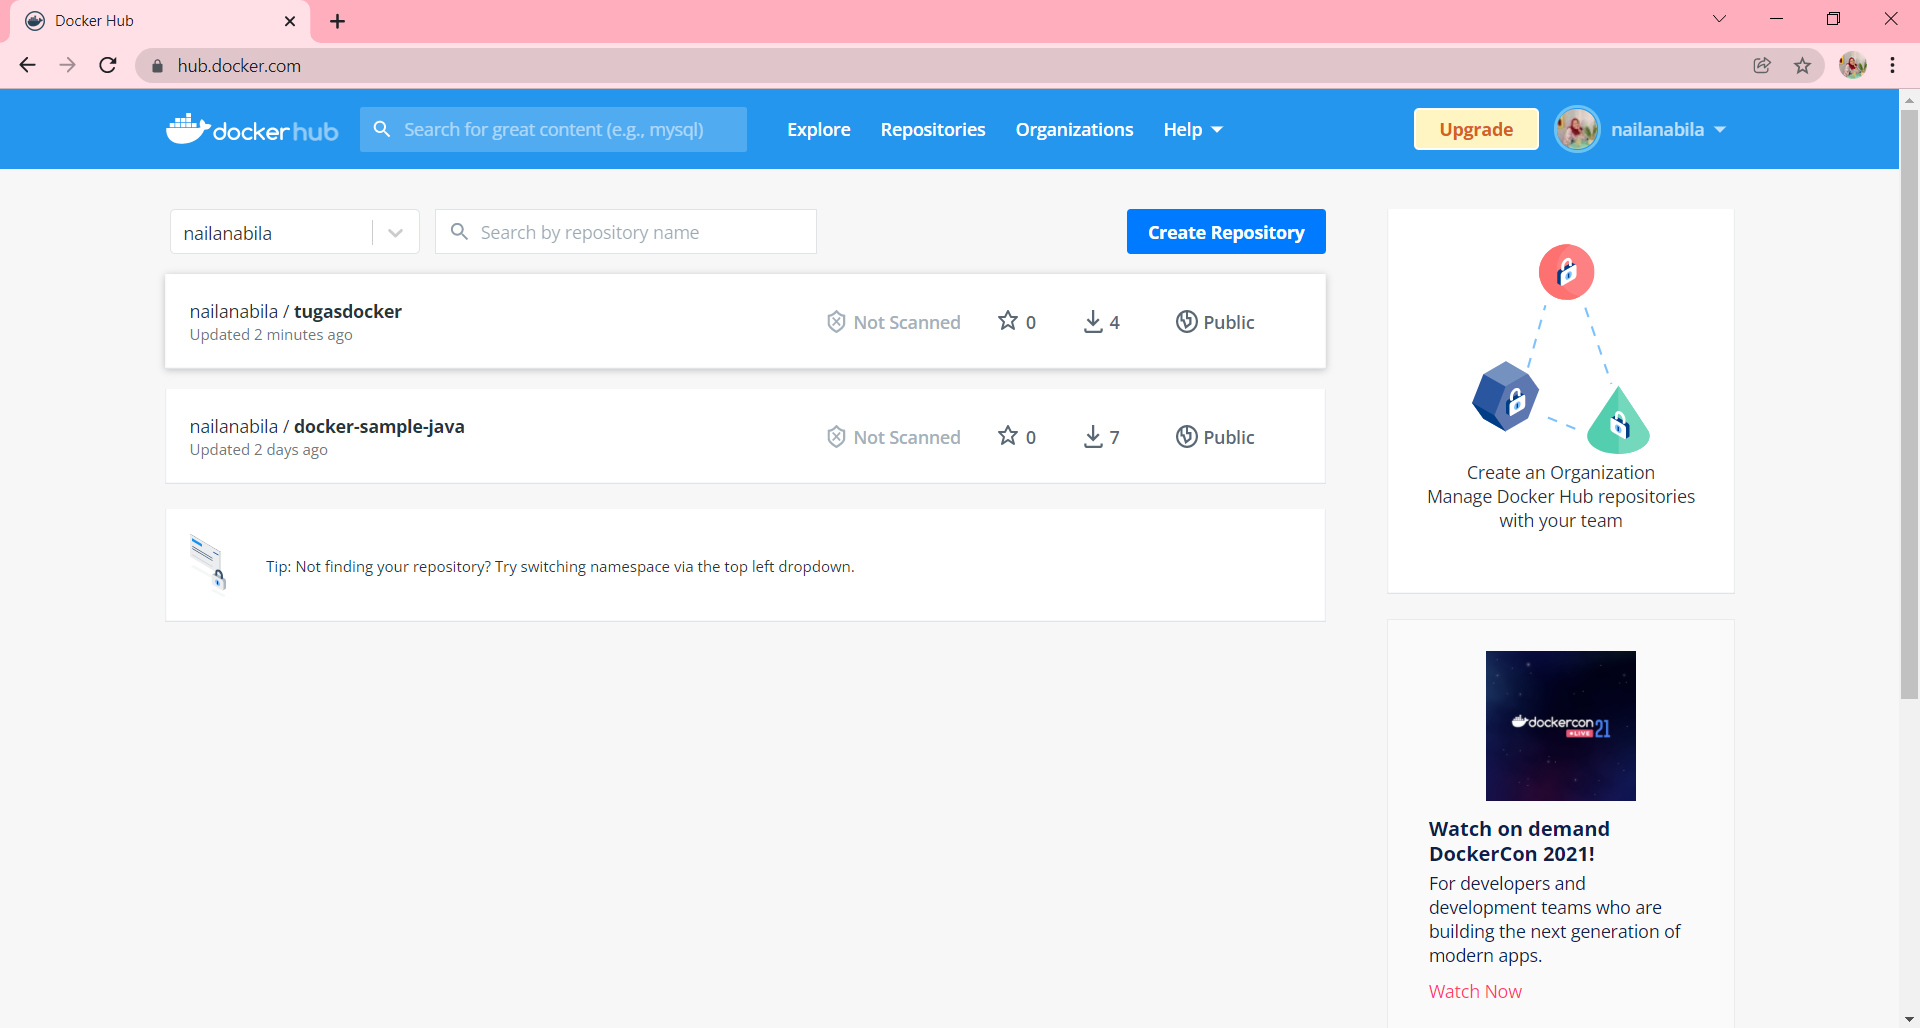 Docker Hub
hub.docker.com
docker hub
Search for great content (e.g., mysql)
Explore
Repositories
Organizations
Help
Upgrade
nailanabila
nailanabila
Search by repository name
Create Repository
nailanabila / tugasdocker
Updated 2 minutes ago
Not Scanned
0
4
Public
nailanabila / docker-sample-java
Updated 2 days ago
Not Scanned
0
7
Public
Tip: Not finding your repository? Try switching namespace via the top left dropdown.
Create an Organization
Manage Docker Hub repositories
with your team
dockercon
LIVE
21
Watch on demand
DockerCon 2021!
For developers and
development teams who are
building the next generation of
modern apps.
Watch Now